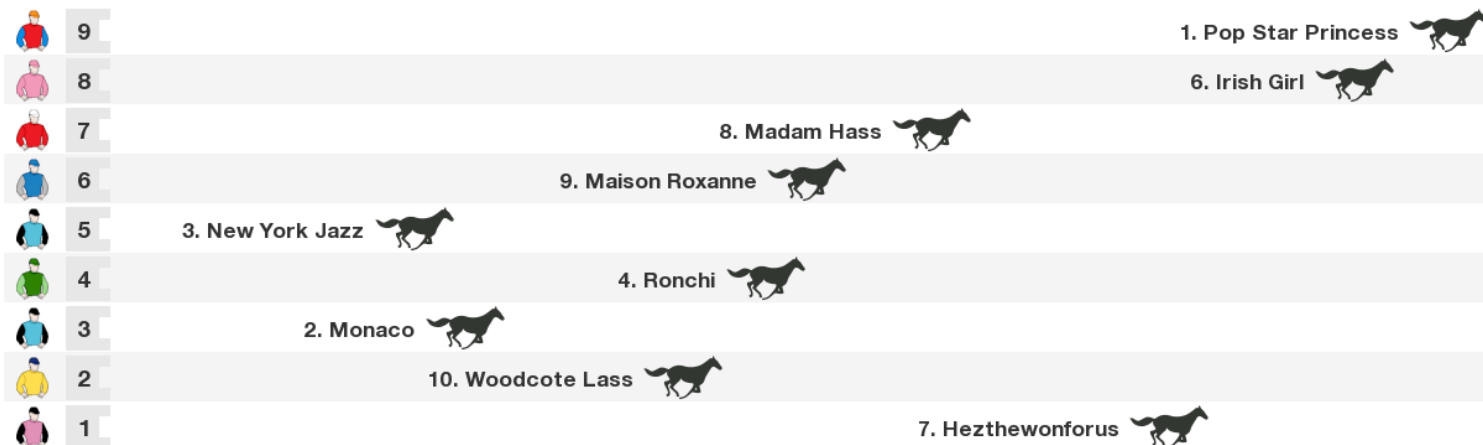 9 1. Pop Star Princess
8 6. Irish Girl
7 8. Madam Hass
6 9. Maison Roxanne
5 3. New York Jazz
4 4. Ronchi
3 2. Monaco
2 10. Woodcote Lass
1 7. Hezthewonforus